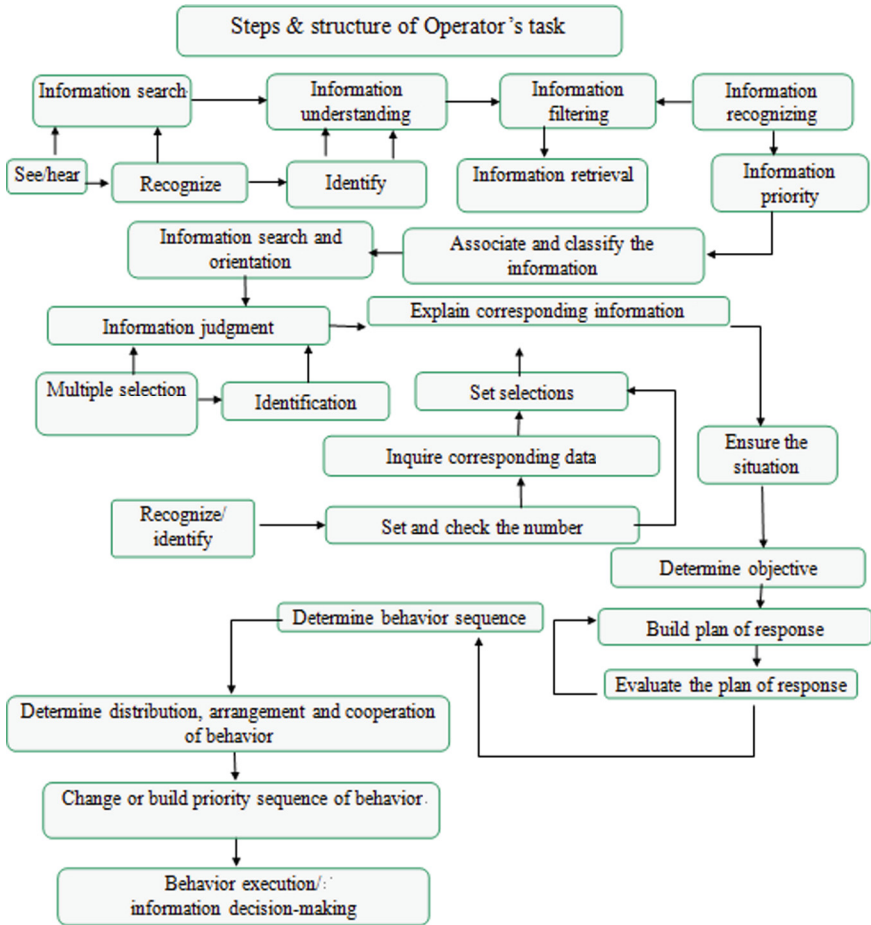 Steps & structure of Operator's task
Information search
Information
understanding
Information
filtering
Information
recognizing
See/hear
Recognize
Identify
Information retrieval
Information
priority
Information search and
orientation
Associate and classify the
information
Information judgment
Explain corresponding information
Multiple selection
Identification
Set selections
Ensure the
situation
Inquire corresponding data
Recognize/
identify
Set and check the number
Determine objective
Determine behavior sequence
Build plan of response
Evaluate the plan of response
Determine distribution, arrangement and cooperation
of behavior
Change or build priority sequence of behavior
Behavior execution/
information decision-making